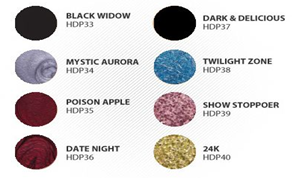 BLACK WIDOW
HDP33
DARK & DELICIOUS
HDP37
MYSTIC AURORA
HDP34
TWILIGHT ZONE
HDP38
POISON APPLE
HDP35
SHOW STOPPOER
HDP39
DATE NIGHT
HDP36
24K
HDP40